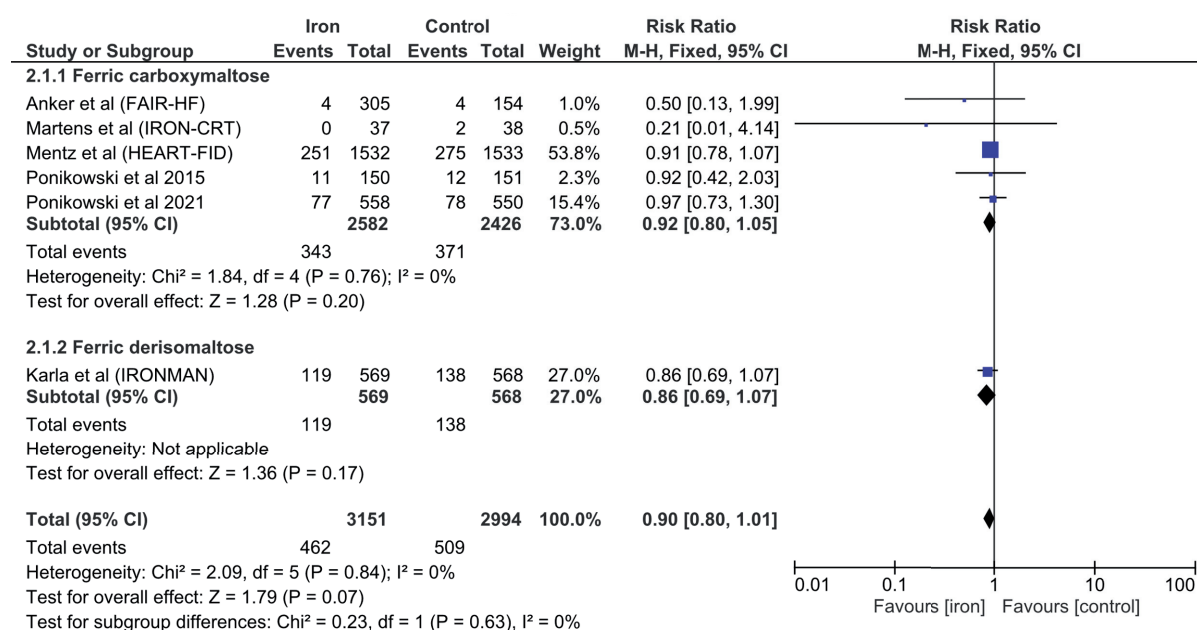 Iron Control Risk Ratio Risk Ratio
Study or Subgroup Events Total Events Total Weight M-H, Fixed, 95% CI M-H, Fixed, 95% CI
2.1.1 Ferric carboxymaltose
Anker et al (FAIR-HF) 4 305 4 154 1.0% 0.50 [0.13, 1.99]
Martens et al (IRON-CRT) 0 37 2 38 0.5% 0.21 [0.01, 4.14]
Mentz et al (HEART-FID) 251 1532 275 1533 53.8% 0.91 [0.78, 1.07]
Ponikowski et al 2015 11 150 12 151 2.3% 0.92 [0.42, 2.03]
Ponikowski et al 2021 77 558 78 550 15.4% 0.97 [0.73, 1.30]
Subtotal (95% CI) 2582 2426 73.0% 0.92 [0.80, 1.05]
Total events 343 371
Heterogeneity: Chi² = 1.84, df = 4 (P = 0.76); I² = 0%
Test for overall effect: Z = 1.28 (P = 0.20)
2.1.2 Ferric derisomaltose
Karla et al (IRONMAN) 119 569 138 568 27.0% 0.86 [0.69, 1.07]
Subtotal (95% CI) 569 568 27.0% 0.86 [0.69, 1.07]
Total events 119 138
Heterogeneity: Not applicable
Test for overall effect: Z = 1.36 (P = 0.17)
Total (95% CI) 3151 2994 100.0% 0.90 [0.80, 1.01]
Total events 462 509
Heterogeneity: Chi² = 2.09, df = 5 (P = 0.84); I² = 0%
Test for overall effect: Z = 1.79 (P = 0.07)
Test for subgroup differences: Chi² = 0.23, df = 1 (P = 0.63), I² = 0%
0.01 0.1 1 10 100
Favours [iron] Favours [control]